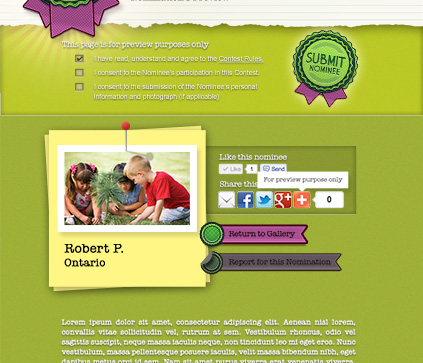 This page is for preview purposes only
I have read, understand and agree to the Contest Rules.
I consent to the Nominee's participation in this Contest.
I consent to the submission of the Nominee's personal
information and photograph (if applicable).
SUBMIT
NOMINEE
Like this nominee
Like 1 Send
For preview purpose only
Share this
0
Robert P.
Ontario
Return to Gallery
Report for this Nomination
Lorem ipsum dolor sit amet, consectetur adipiscing elit. Aenean nisl lorem,
convallis vitae sollicitudin vel, rutrum at sem. Vestibulum rhoncus, odio vel
sagittis suscipit, neque massa iaculis neque, non tincidunt leo mi eget eros. Nunc
vestibulum, massa pellentesque posuere iaculis, velit massa bibendum nibh, eget